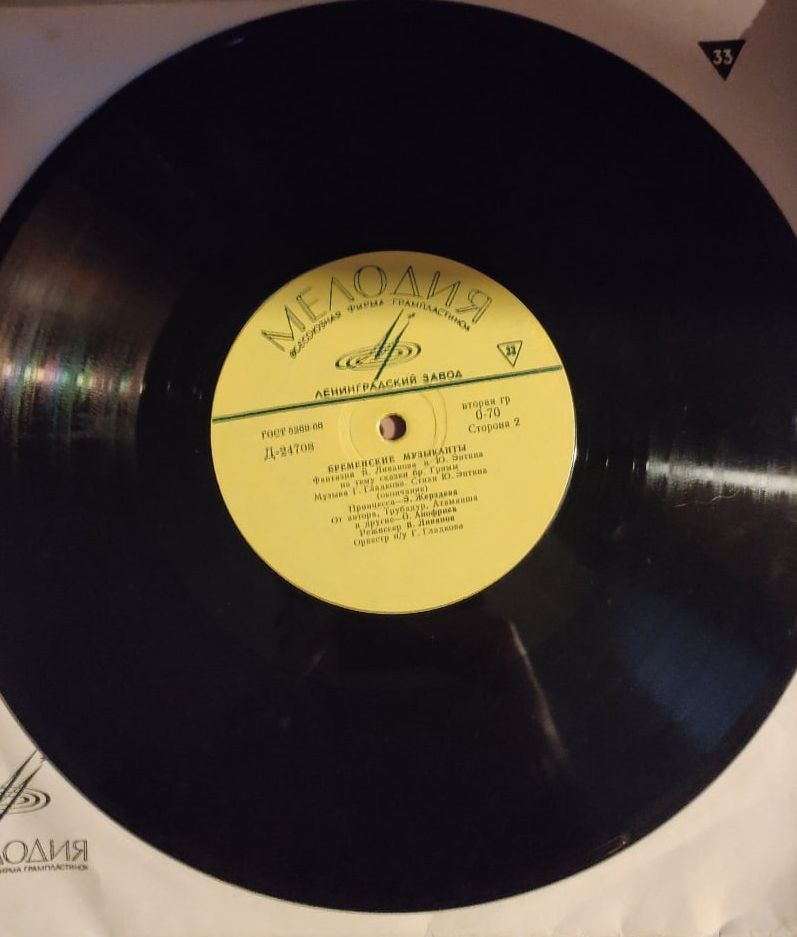 33
МЕЛОДИЯ
ВСЕСОЮЗНАЯ ФИРМА ГРАМПЛАСТИНОК
33
ЛЕНИНГРАДСКИЙ ЗАВОД
ГОСТ 5289-68
вторая гр
0-70
Д-24708
Сторона 2
БРЕМЕНСКИЕ МУЗЫКАНТЫ
Фантазия В. Ливанова и Ю. Энтина
на тему сказки бр. Гримм
Музыка Г. Гладкова. Стихи Ю. Энтина
(окончание)
Принцесса—Э. Жерздева
От автора, Трубадур, Атаманша
и другие—О. Анофриев
Режиссер В. Ливанов
Оркестр п/у Г. Гладкова
ОДИЯ
ФИРМА ГРАМПЛАСТИНОК